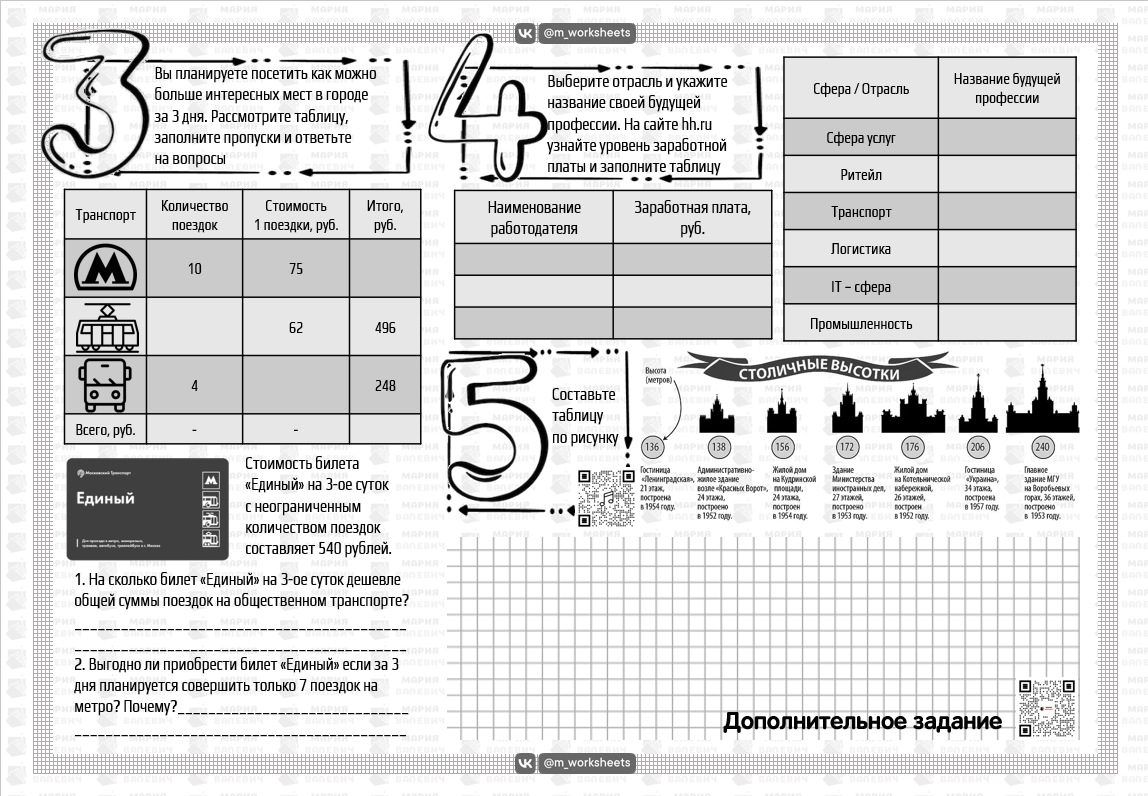 @m_worksheets
3
Вы планируете посетить как можно
больше интересных мест в городе
за 3 дня. Рассмотрите таблицу,
заполните пропуски и ответьте
на вопросы
Транспорт
Количество
поездок
Стоимость
1 поездки, руб.
Итого,
руб.
М
10
75
62
496
4
248
Всего, руб.
-
-
Московский Транспорт
Единый
Стоимость билета
«Единый» на 3-ое суток
с неограниченным
количеством поездок
составляет 540 рублей.
1. На сколько билет «Единый» на 3-ое суток дешевле
общей суммы поездок на общественном транспорте?
2. Выгодно ли приобрести билет «Единый» если за 3
дня планируется совершить только 7 поездок на
метро? Почему?
4
Выберите отрасль и укажите
название своей будущей
профессии. На сайте hh.ru
узнайте уровень заработной
платы и заполните таблицу
Наименование
работодателя
Заработная плата,
руб.
Сфера / Отрасль
Название будущей
профессии
Сфера услуг
Ритейл
Транспорт
Логистика
IT – сфера
Промышленность
5
Составьте
таблицу
по рисунку
СТОЛИЧНЫЕ ВЫСОТКИ
Высота
(метров)
136
Гостиница
«Ленинградская»,
21 этаж,
построена
в 1954 году.
138
Административно-
жилое здание
возле «Красных Ворот»,
24 этажа,
построено
в 1952 году.
156
Жилой дом
на Кудринской
площади,
24 этажа,
построен
в 1954 году.
172
Здание
Министерства
иностранных дел,
27 этажей,
построено
в 1953 году.
176
Жилой дом
на Котельнической
набережной,
26 этажей,
построен
в 1952 году.
206
Гостиница
«Украина»,
34 этажа,
построена
в 1957 году.
240
Главное
здание МГУ
на Воробьевых
горах, 36 этажей,
построено
в 1953 году.
Дополнительное задание
@m_worksheets